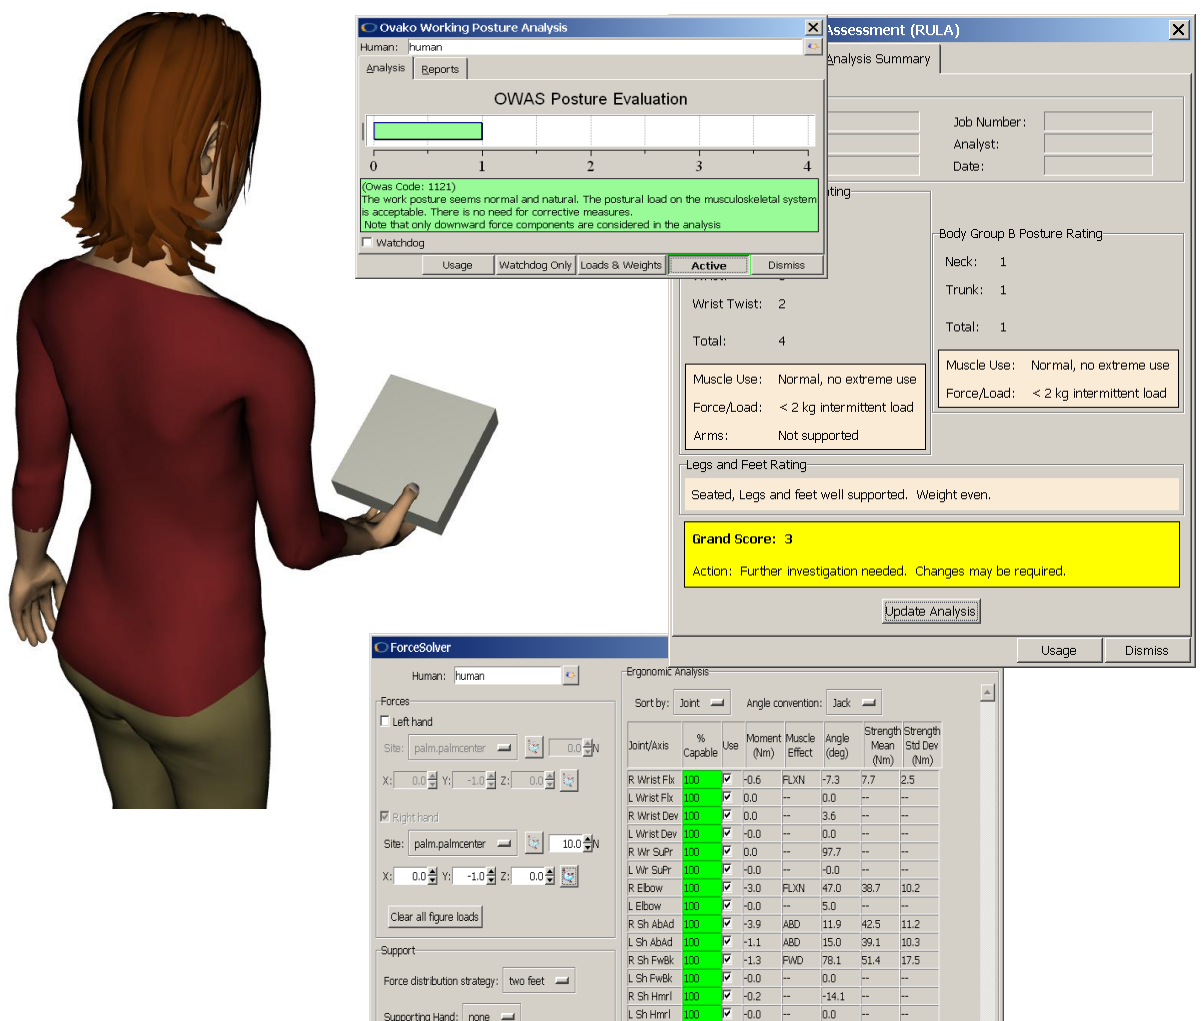 Ovako Working Posture Analysis
Human: human
Analysis Reports
OWAS Posture Evaluation
0 1 2 3 4
(Owas Code: 1121)
The work posture seems normal and natural. The postural load on the musculoskeletal system
is acceptable. There is no need for corrective measures.
Note that only downward force components are considered in the analysis
Watchdog
Usage Watchdog Only Loads & Weights Active Dismiss
Assessment (RULA)
Analysis Summary
Job Number:
Analyst:
Date:
Body Group B Posture Rating
Neck: 1
Trunk: 1
Total: 1
Muscle Use: Normal, no extreme use
Force/Load: < 2 kg intermittent load
Wrist Twist: 2
Total: 4
Muscle Use: Normal, no extreme use
Force/Load: < 2 kg intermittent load
Arms: Not supported
Legs and Feet Rating
Seated, Legs and feet well supported. Weight even.
Grand Score: 3
Action: Further investigation needed. Changes may be required.
Update Analysis
Usage Dismiss
ForceSolver
Human: human
Forces
Left hand
Site: palm.palmcenter 0.0 N
X: 0.0 Y: -1.0 Z: 0.0
Right hand
Site: palm.palmcenter 10.0 N
X: 0.0 Y: -1.0 Z: 0.0
Clear all figure loads
Support
Force distribution strategy: two feet
Supporting Hand: none
Ergonomic Analysis
Sort by: Joint Angle convention: Jack
Joint/Axis % Capable Use Moment (Nm) Muscle Effect Angle (deg) Strength Mean (Nm) Strength Std Dev (Nm)
R Wrist Flx 100 -0.6 FLXN -7.3 7.7 2.5
L Wrist Flx 100 0.0 -- 0.0 -- --
R Wrist Dev 100 0.0 -- 3.6 -- --
L Wrist Dev 100 -0.0 -- 0.0 -- --
R Wr SuPr 100 0.0 -- 97.7 -- --
L Wr SuPr 100 -0.0 -- -0.0 -- --
R Elbow 100 -3.0 FLXN 47.0 38.7 10.2
L Elbow 100 -0.0 -- 5.0 -- --
R Sh AbAd 100 -3.9 ABD 11.9 42.5 11.2
L Sh AbAd 100 -1.1 ABD 15.0 39.1 10.3
R Sh FwBk 100 -1.3 FWD 78.1 51.4 17.5
L Sh FwBk 100 -0.0 -- 0.0 -- --
R Sh Hmrl 100 -0.2 -- -14.1 -- --
L Sh Hmrl 100 -0.0 -- 0.0 -- --